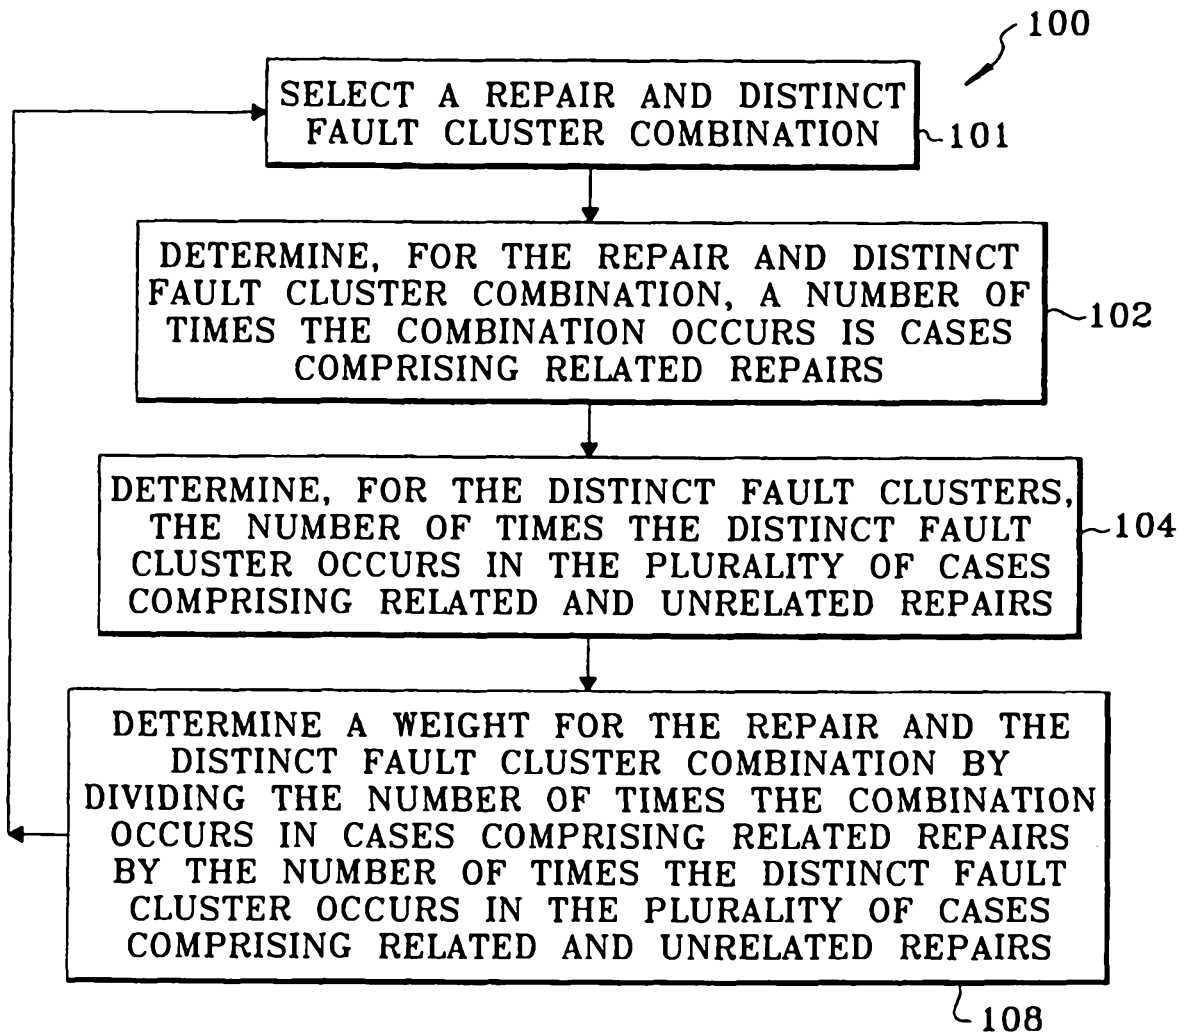 100
SELECT A REPAIR AND DISTINCT
FAULT CLUSTER COMBINATION
101
DETERMINE, FOR THE REPAIR AND DISTINCT
FAULT CLUSTER COMBINATION, A NUMBER OF
TIMES THE COMBINATION OCCURS IS CASES
COMPRISING RELATED REPAIRS
102
DETERMINE, FOR THE DISTINCT FAULT CLUSTERS,
THE NUMBER OF TIMES THE DISTINCT FAULT
CLUSTER OCCURS IN THE PLURALITY OF CASES
COMPRISING RELATED AND UNRELATED REPAIRS
104
DETERMINE A WEIGHT FOR THE REPAIR AND THE
DISTINCT FAULT CLUSTER COMBINATION BY
DIVIDING THE NUMBER OF TIMES THE COMBINATION
OCCURS IN CASES COMPRISING RELATED REPAIRS
BY THE NUMBER OF TIMES THE DISTINCT FAULT
CLUSTER OCCURS IN THE PLURALITY OF CASES
COMPRISING RELATED AND UNRELATED REPAIRS
108